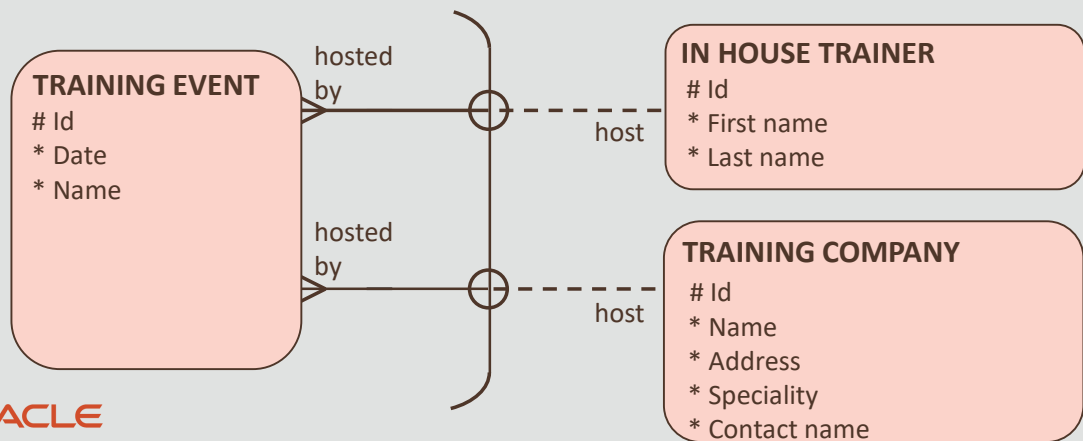 TRAINING EVENT
# Id
* Date
* Name
hosted
by
hosted
by
host
host
IN HOUSE TRAINER
# Id
* First name
* Last name
TRAINING COMPANY
# Id
* Name
* Address
* Speciality
* Contact name
ACLE